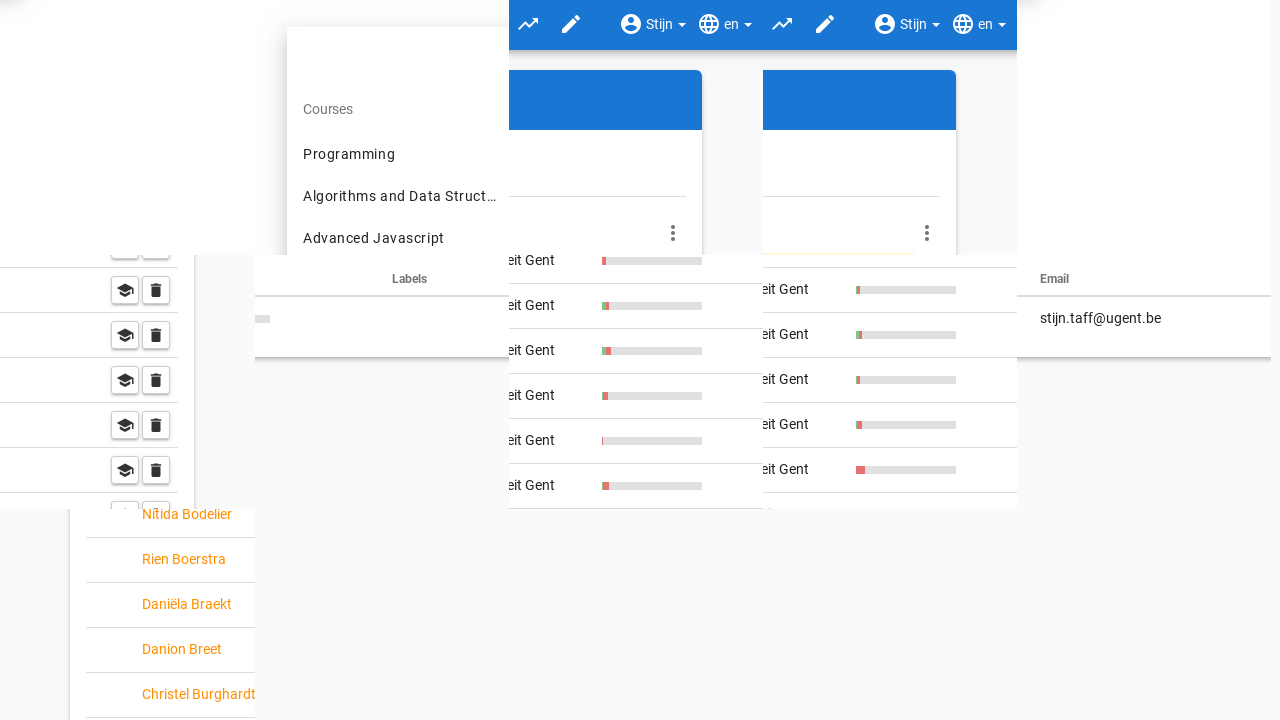 Stijn en Stijn en
Courses
Programming
Algorithms and Data Struct…
Advanced Javascript
eit Gent
Labels
Email
eit Gent
eit Gent
stijn.taff@ugent.be
eit Gent
eit Gent
eit Gent
eit Gent
eit Gent
eit Gent
eit Gent
eit Gent
Nítida Bodelier
Rien Boerstra
Daniëla Braekt
Danion Breet
Christel Burghardt